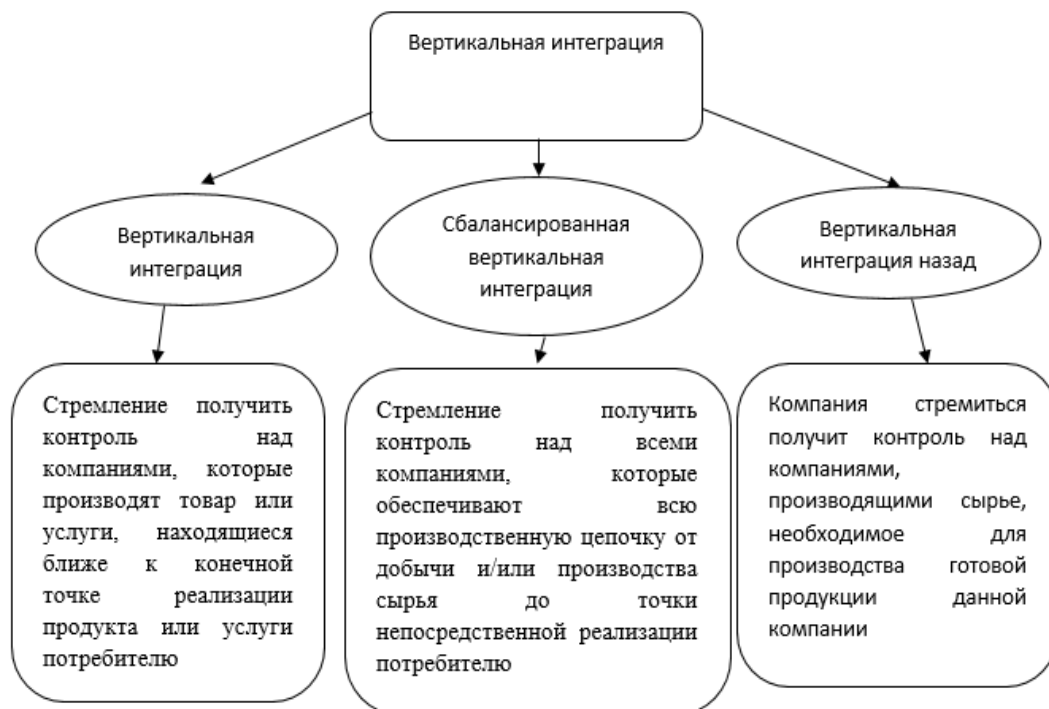 Вертикальная интеграция
Вертикальная
интеграция
Сбалансированная
вертикальная
интеграция
Вертикальная
интеграция назад
Стремление получить
контроль над
компаниями, которые
производят товар или
услуги, находящиеся
ближе к конечной
точке реализации
продукта или услуги
потребителю
Стремление получить
контроль над всеми
компаниями, которые
обеспечивают всю
производственную цепочку от
добычи и/или производства
сырья до точки
непосредственной реализации
потребителю
Компания стремиться
получит контроль над
компаниями,
производящими сырье,
необходимое для
производства готовой
продукции данной
компании